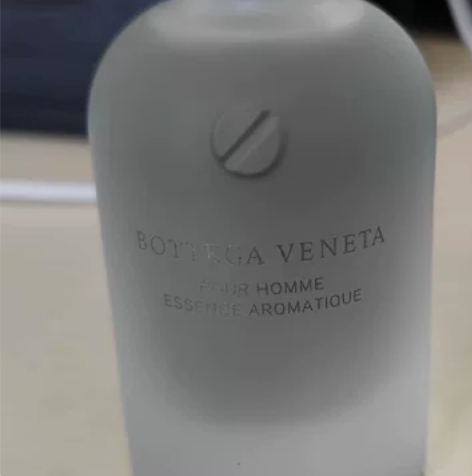 BOTTEGA VENETA
POUR HOMME
ESSENCE AROMATIQUE